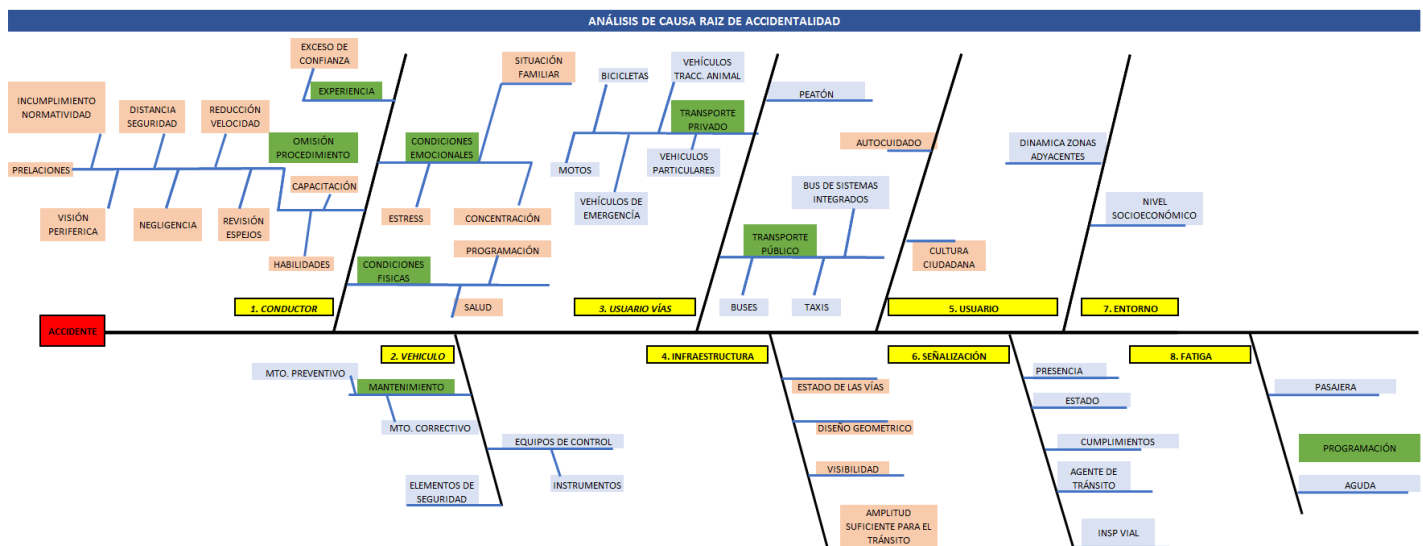 ANÁLISIS DE CAUSA RAIZ DE ACCIDENTALIDAD
EXCESO DE
CONFIANZA
EXPERIENCIA
INCUMPLIMIENTO
NORMATIVIDAD
DISTANCIA
SEGURIDAD
REDUCCIÓN
VELOCIDAD
OMISIÓN
PROCEDIMIENTO
PRELACIONES
CAPACITACIÓN
VISIÓN
PERIFERICA
NEGLIGENCIA
REVISIÓN
ESPEJOS
HABILIDADES
1. CONDUCTOR
SITUACIÓN
FAMILIAR
CONDICIONES
EMOCIONALES
ESTRESS
CONCENTRACIÓN
PROGRAMACIÓN
CONDICIONES
FISICAS
SALUD
BICICLETAS
VEHÍCULOS
TRACC. ANIMAL
TRANSPORTE
PRIVADO
MOTOS
VEHICULOS
PARTICULARES
VEHÍCULOS DE
EMERGENCÍA
3. USUARIO VÍAS
PEATÓN
BUS DE SISTEMAS
INTEGRADOS
TRANSPORTE
PÚBLICO
BUSES
TAXIS
AUTOCUIDADO
CULTURA
CIUDADANA
5. USUARIO
DINAMICA ZONAS
ADYACENTES
NIVEL
SOCIOECONÓMICO
7. ENTORNO
ACCIDENTE
2. VEHICULO
MTO. PREVENTIVO
MANTENIMIENTO
MTO. CORRECTIVO
EQUIPOS DE CONTROL
ELEMENTOS DE
SEGURIDAD
INSTRUMENTOS
4. INFRAESTRUCTURA
ESTADO DE LAS VÍAS
DISEÑO GEOMETRICO
VISIBILIDAD
AMPLITUD
SUFICIENTE PARA EL
TRÁNSITO
6. SEÑALIZACIÓN
PRESENCIA
ESTADO
CUMPLIMIENTOS
AGENTE DE
TRÁNSITO
INSP VIAL
8. FATIGA
PASAJERA
PROGRAMACIÓN
AGUDA